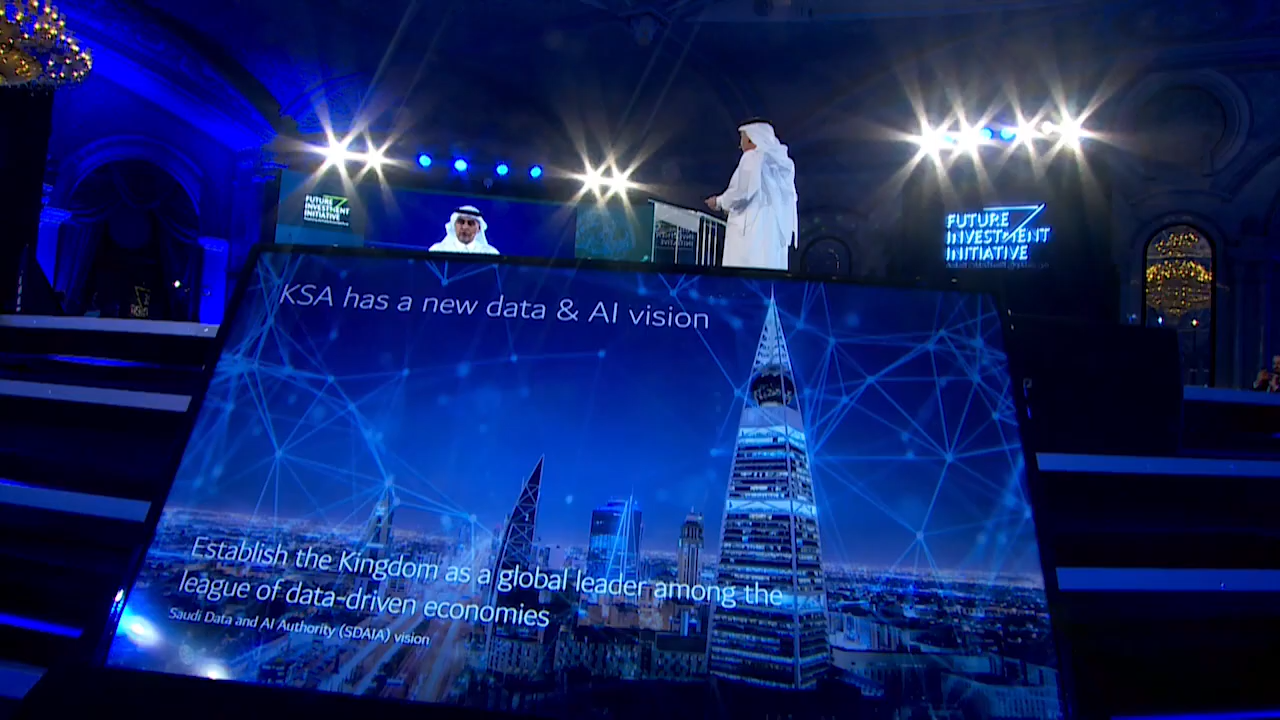 FUTURE
INVESTMENT
INITIATIVE
FUTURE
INVESTMENT
INITIATIVE
KSA has a new data & AI vision
Establish the Kingdom as a global leader among the
league of data-driven economies
Saudi Data and AI Authority (SDAIA) vision